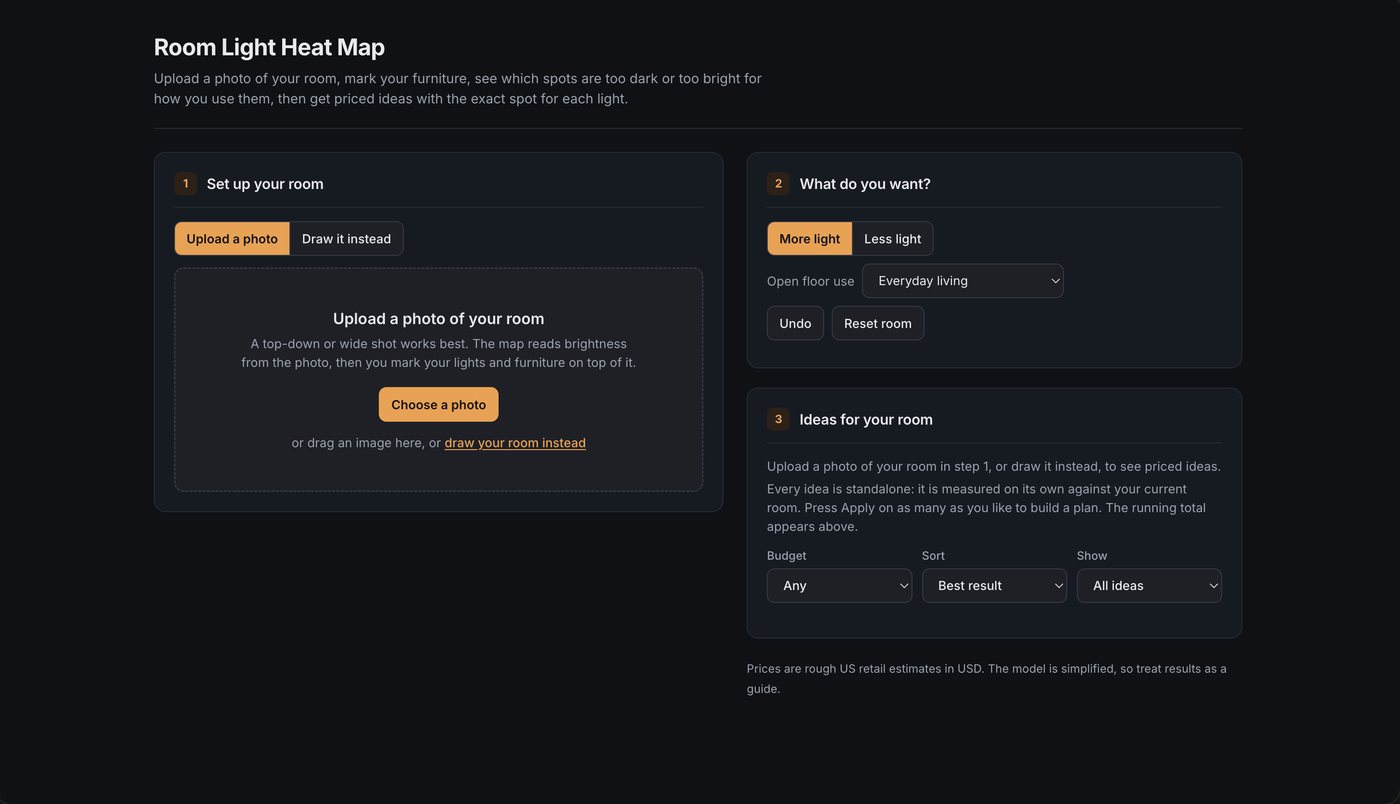 Room Light Heat Map
Upload a photo of your room, mark your furniture, see which spots are too dark or too bright for
how you use them, then get priced ideas with the exact spot for each light.
1
Set up your room
Upload a photo
Draw it instead
Upload a photo of your room
A top-down or wide shot works best. The map reads brightness
from the photo, then you mark your lights and furniture on top of it.
Choose a photo
or drag an image here, or draw your room instead
2
What do you want?
More light
Less light
Open floor use
Everyday living
Undo
Reset room
3
Ideas for your room
Upload a photo of your room in step 1, or draw it instead, to see priced ideas.
Every idea is standalone: it is measured on its own against your current
room. Press Apply on as many as you like to build a plan. The running total
appears above.
Budget
Sort
Show
Any
Best result
All ideas
Prices are rough US retail estimates in USD. The model is simplified, so treat results as a
guide.